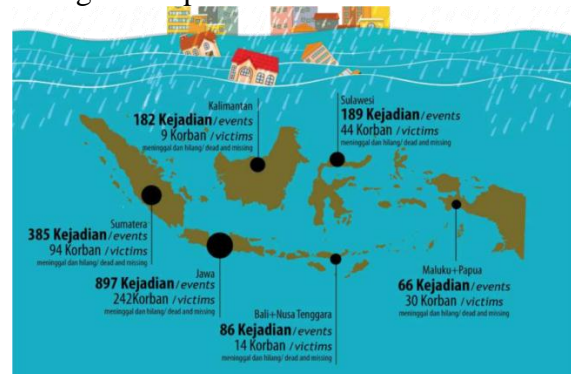 Kalimantan
182 Kejadian/events
9 Korban/victims
meninggal dan hilang/ dead and missing
Sulawesi
189 Kejadian/events
44 Korban/victims
meninggal dan hilang/ dead and missing
Sumatera
385 Kejadian/events
94 Korban/victims
meninggal dan hilang/ dead and missing
Jawa
897 Kejadian/events
242Korban/victims
meninggal dan hilang/ dead and missing
Bali+Nusa Tenggara
86 Kejadian/events
14 Korban/victims
meninggal dan hilang/ dead and missing
Maluku+Papua
66 Kejadian/events
30 Korban/victims
meninggal dan hilang/ dead and missing